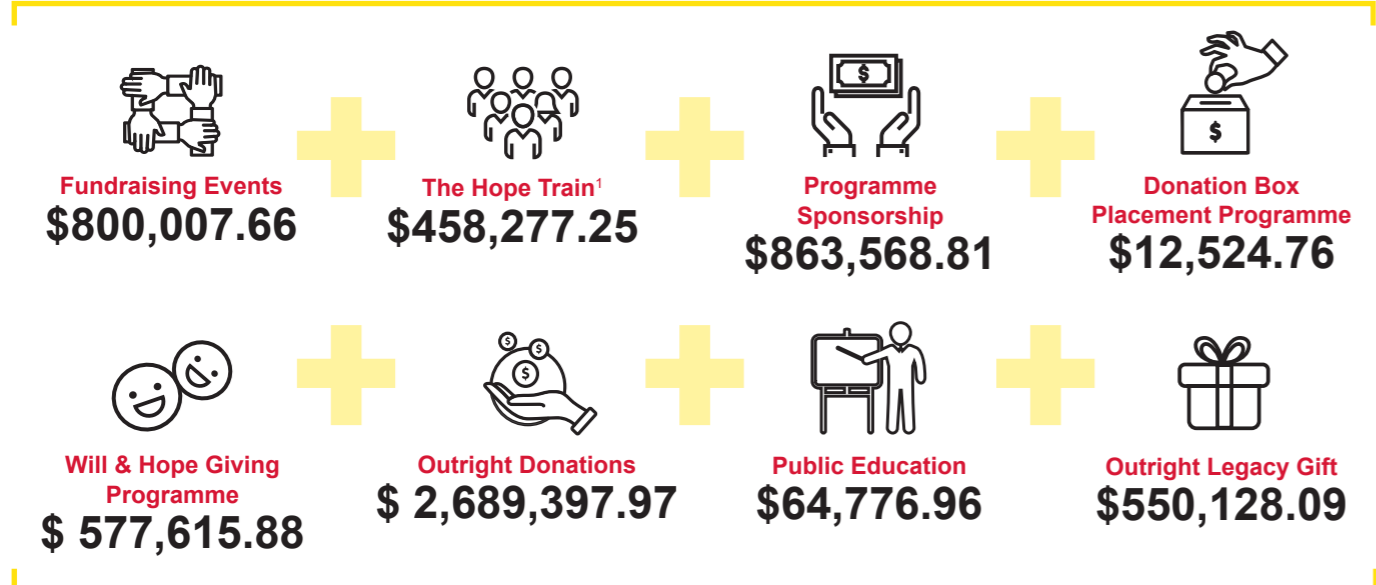 Fundraising Events
$800,007.66
The Hope Train¹
$458,277.25
Programme
Sponsorship
$863,568.81
Donation Box
Placement Programme
$12,524.76
Will & Hope Giving
Programme
$ 577,615.88
Outright Donations
$ 2,689,397.97
Public Education
$64,776.96
Outright Legacy Gift
$550,128.09